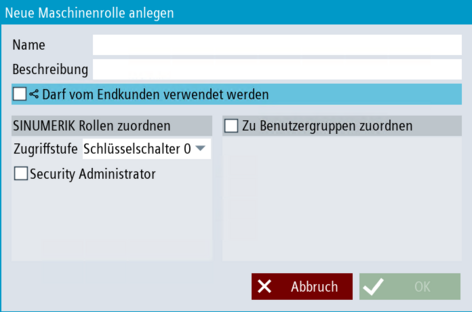 Neue Maschinenrolle anlegen
Name
Beschreibung
Darf vom Endkunden verwendet werden
SINUMERIK Rollen zuordnen
Zu Benutzergruppen zuordnen
Zugriffstufe Schlüsselschalter 0
Security Administrator
Abbruch OK